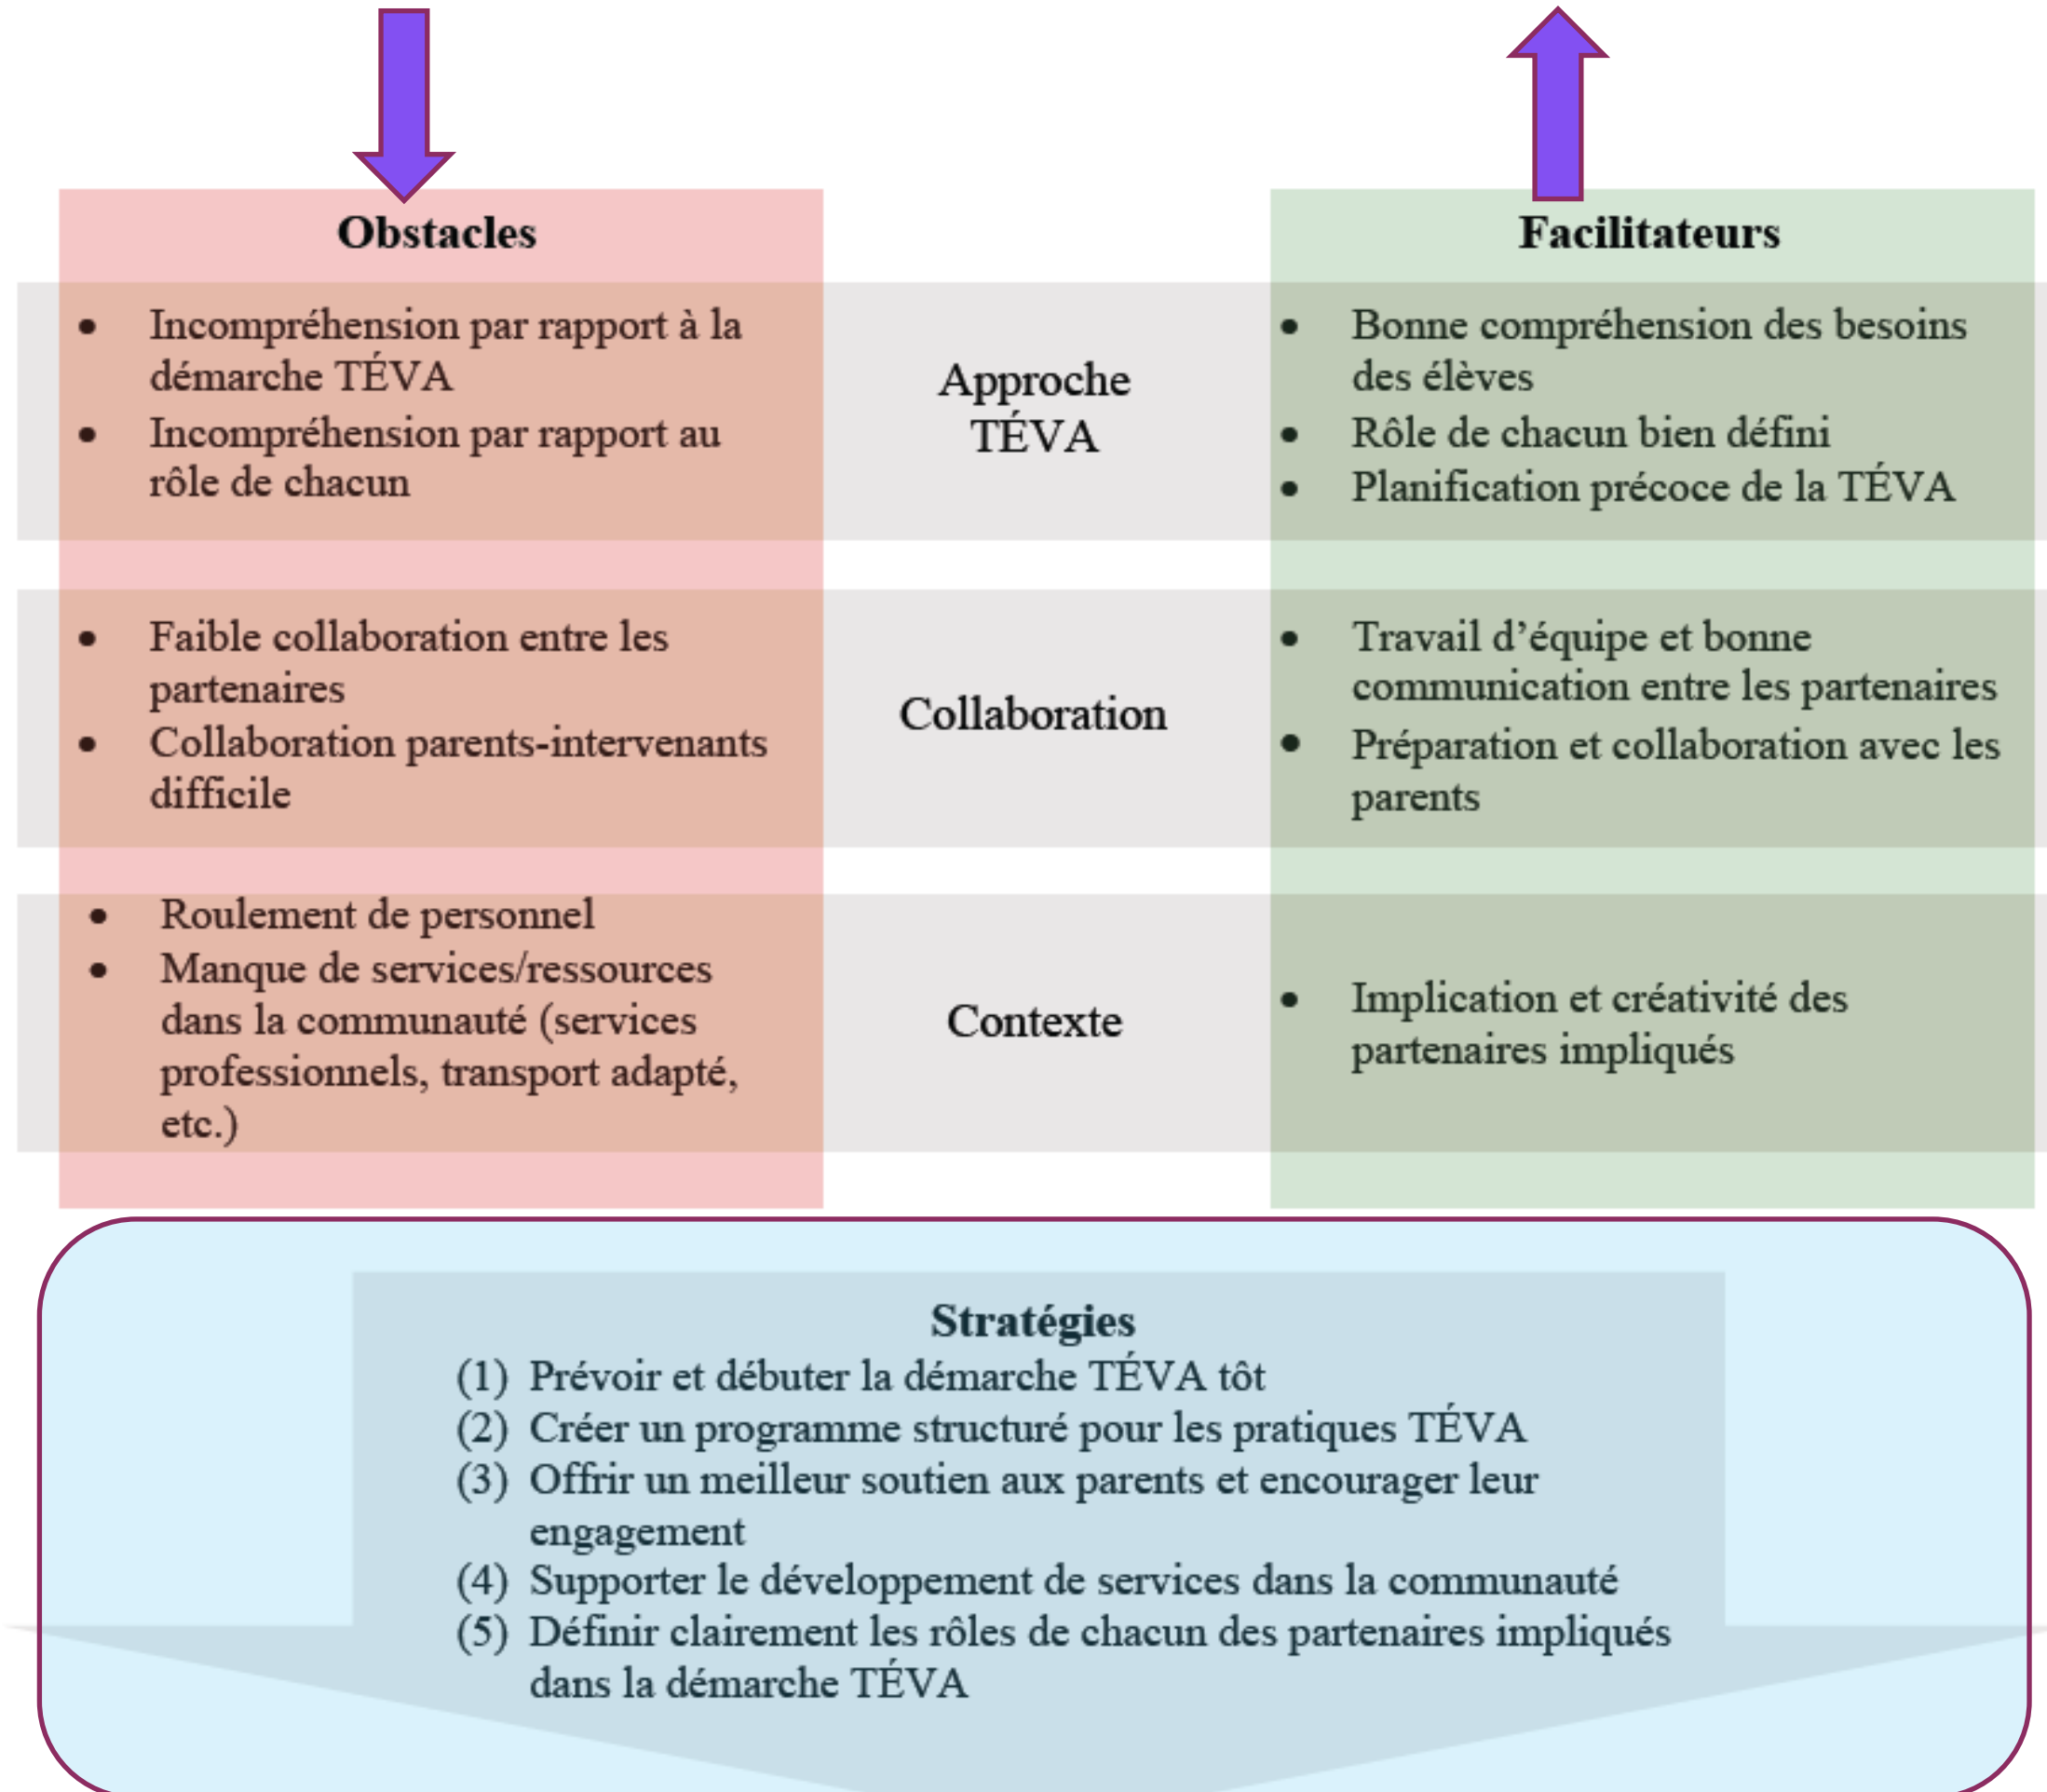 Obstacles
• Incompréhension par rapport à la
démarche TÉVA
• Incompréhension par rapport au
rôle de chacun
Approche
TÉVA
Facilitateurs
• Bonne compréhension des besoins
des élèves
• Rôle de chacun bien défini
• Planification précoce de la TÉVA
• Faible collaboration entre les
partenaires
• Collaboration parents-intervenants
difficile
Collaboration
• Travail d’équipe et bonne
communication entre les partenaires
• Préparation et collaboration avec les
parents
• Roulement de personnel
• Manque de services/ressources
dans la communauté (services
professionnels, transport adapté,
etc.)
Contexte
• Implication et créativité des
partenaires impliqués
Stratégies
(1) Prévoir et débuter la démarche TÉVA tôt
(2) Créer un programme structuré pour les pratiques TÉVA
(3) Offrir un meilleur soutien aux parents et encourager leur
engagement
(4) Supporter le développement de services dans la communauté
(5) Définir clairement les rôles de chacun des partenaires impliqués
dans la démarche TÉVA